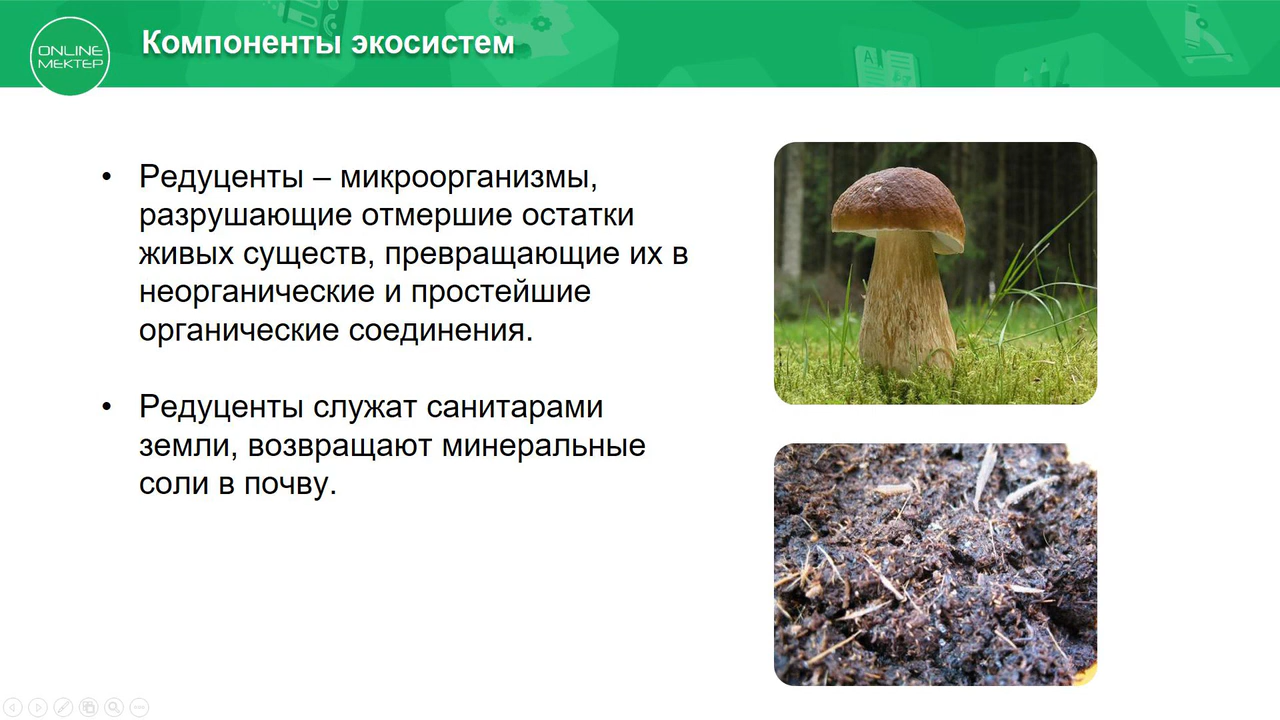 ONLINE
МЕКТЕР
Компоненты экосистем
• Редуценты – микроорганизмы,
разрушающие отмершие остатки
живых существ, превращающие их в
неорганические и простейшие
органические соединения.
• Редуценты служат санитарами
земли, возвращают минеральные
соли в почву.